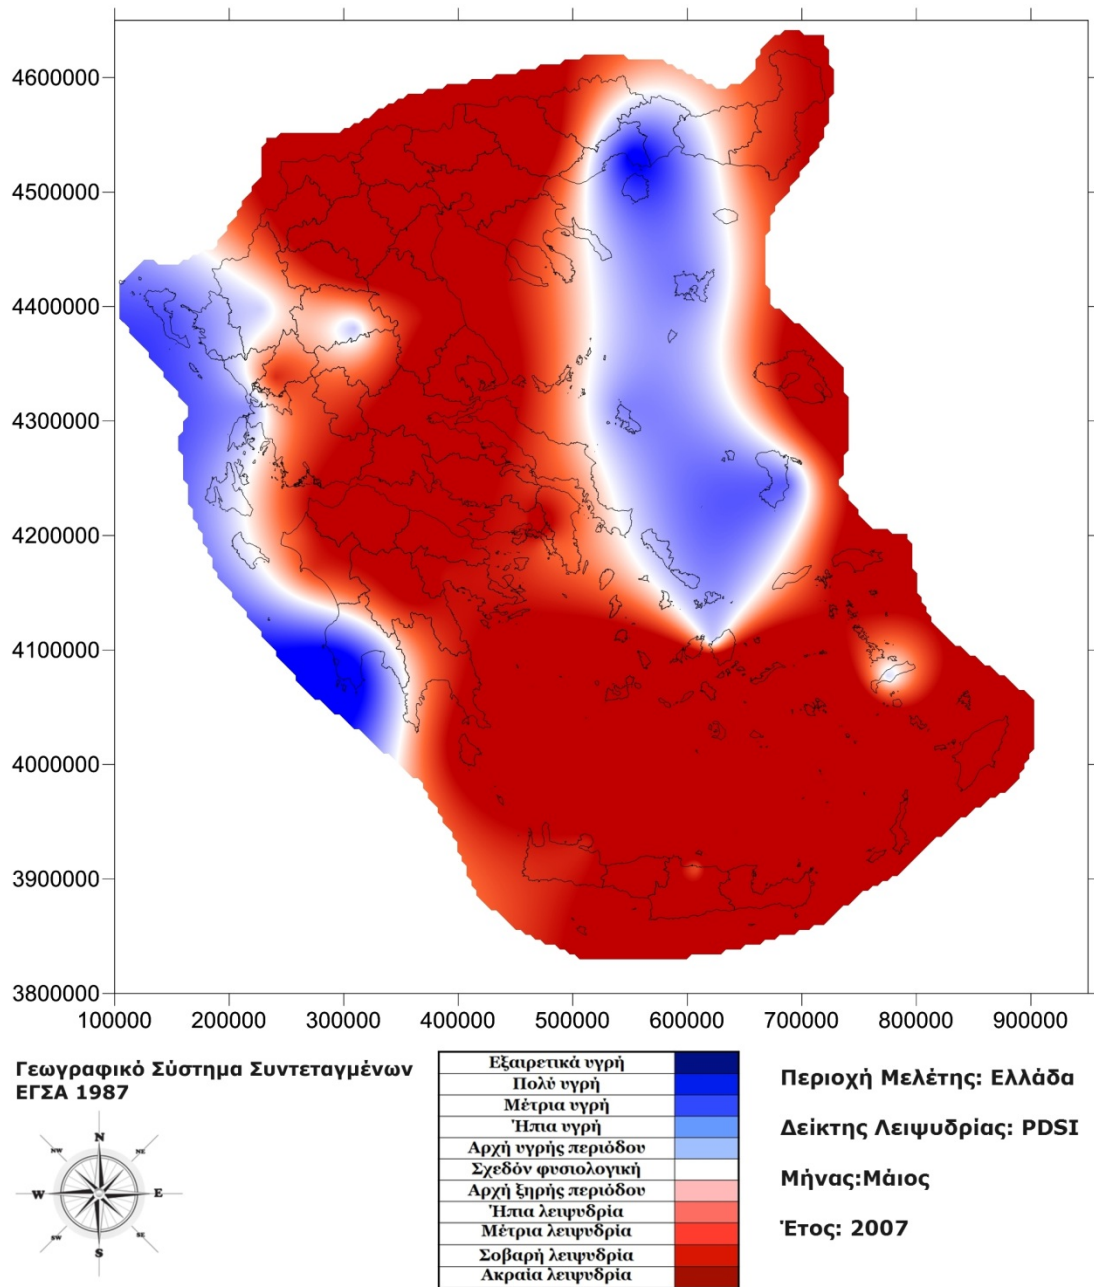 4600000
4500000
4400000
4300000
4200000
4100000
4000000
3900000
3800000
100000 200000 300000 400000 500000 600000 700000 800000 900000
Γεωγραφικό Σύστημα Συντεταγμένων
ΕΓΣΑ 1987
N
NE
E
SE
S
SW
W
NW
Εξαιρετικά υγρή
Πολύ υγρή
Μέτρια υγρή
Ήπια υγρή
Αρχή υγρής περιόδου
Σχεδόν φυσιολογική
Αρχή ξηρής περιόδου
Ήπια λειψυδρία
Μέτρια λειψυδρία
Σοβαρή λειψυδρία
Ακραία λειψυδρία
Περιοχή Μελέτης: Ελλάδα
Δείκτης Λειψυδρίας: PDSI
Μήνας:Μάιος
Έτος: 2007